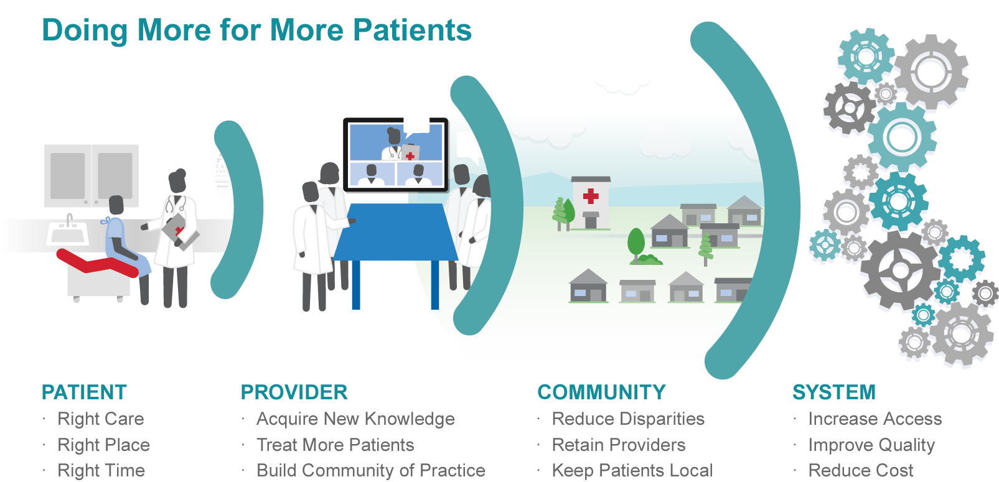 Doing More for More Patients
PATIENT
· Right Care
· Right Place
· Right Time
PROVIDER
· Acquire New Knowledge
· Treat More Patients
· Build Community of Practice
COMMUNITY
· Reduce Disparities
· Retain Providers
· Keep Patients Local
SYSTEM
· Increase Access
· Improve Quality
· Reduce Cost